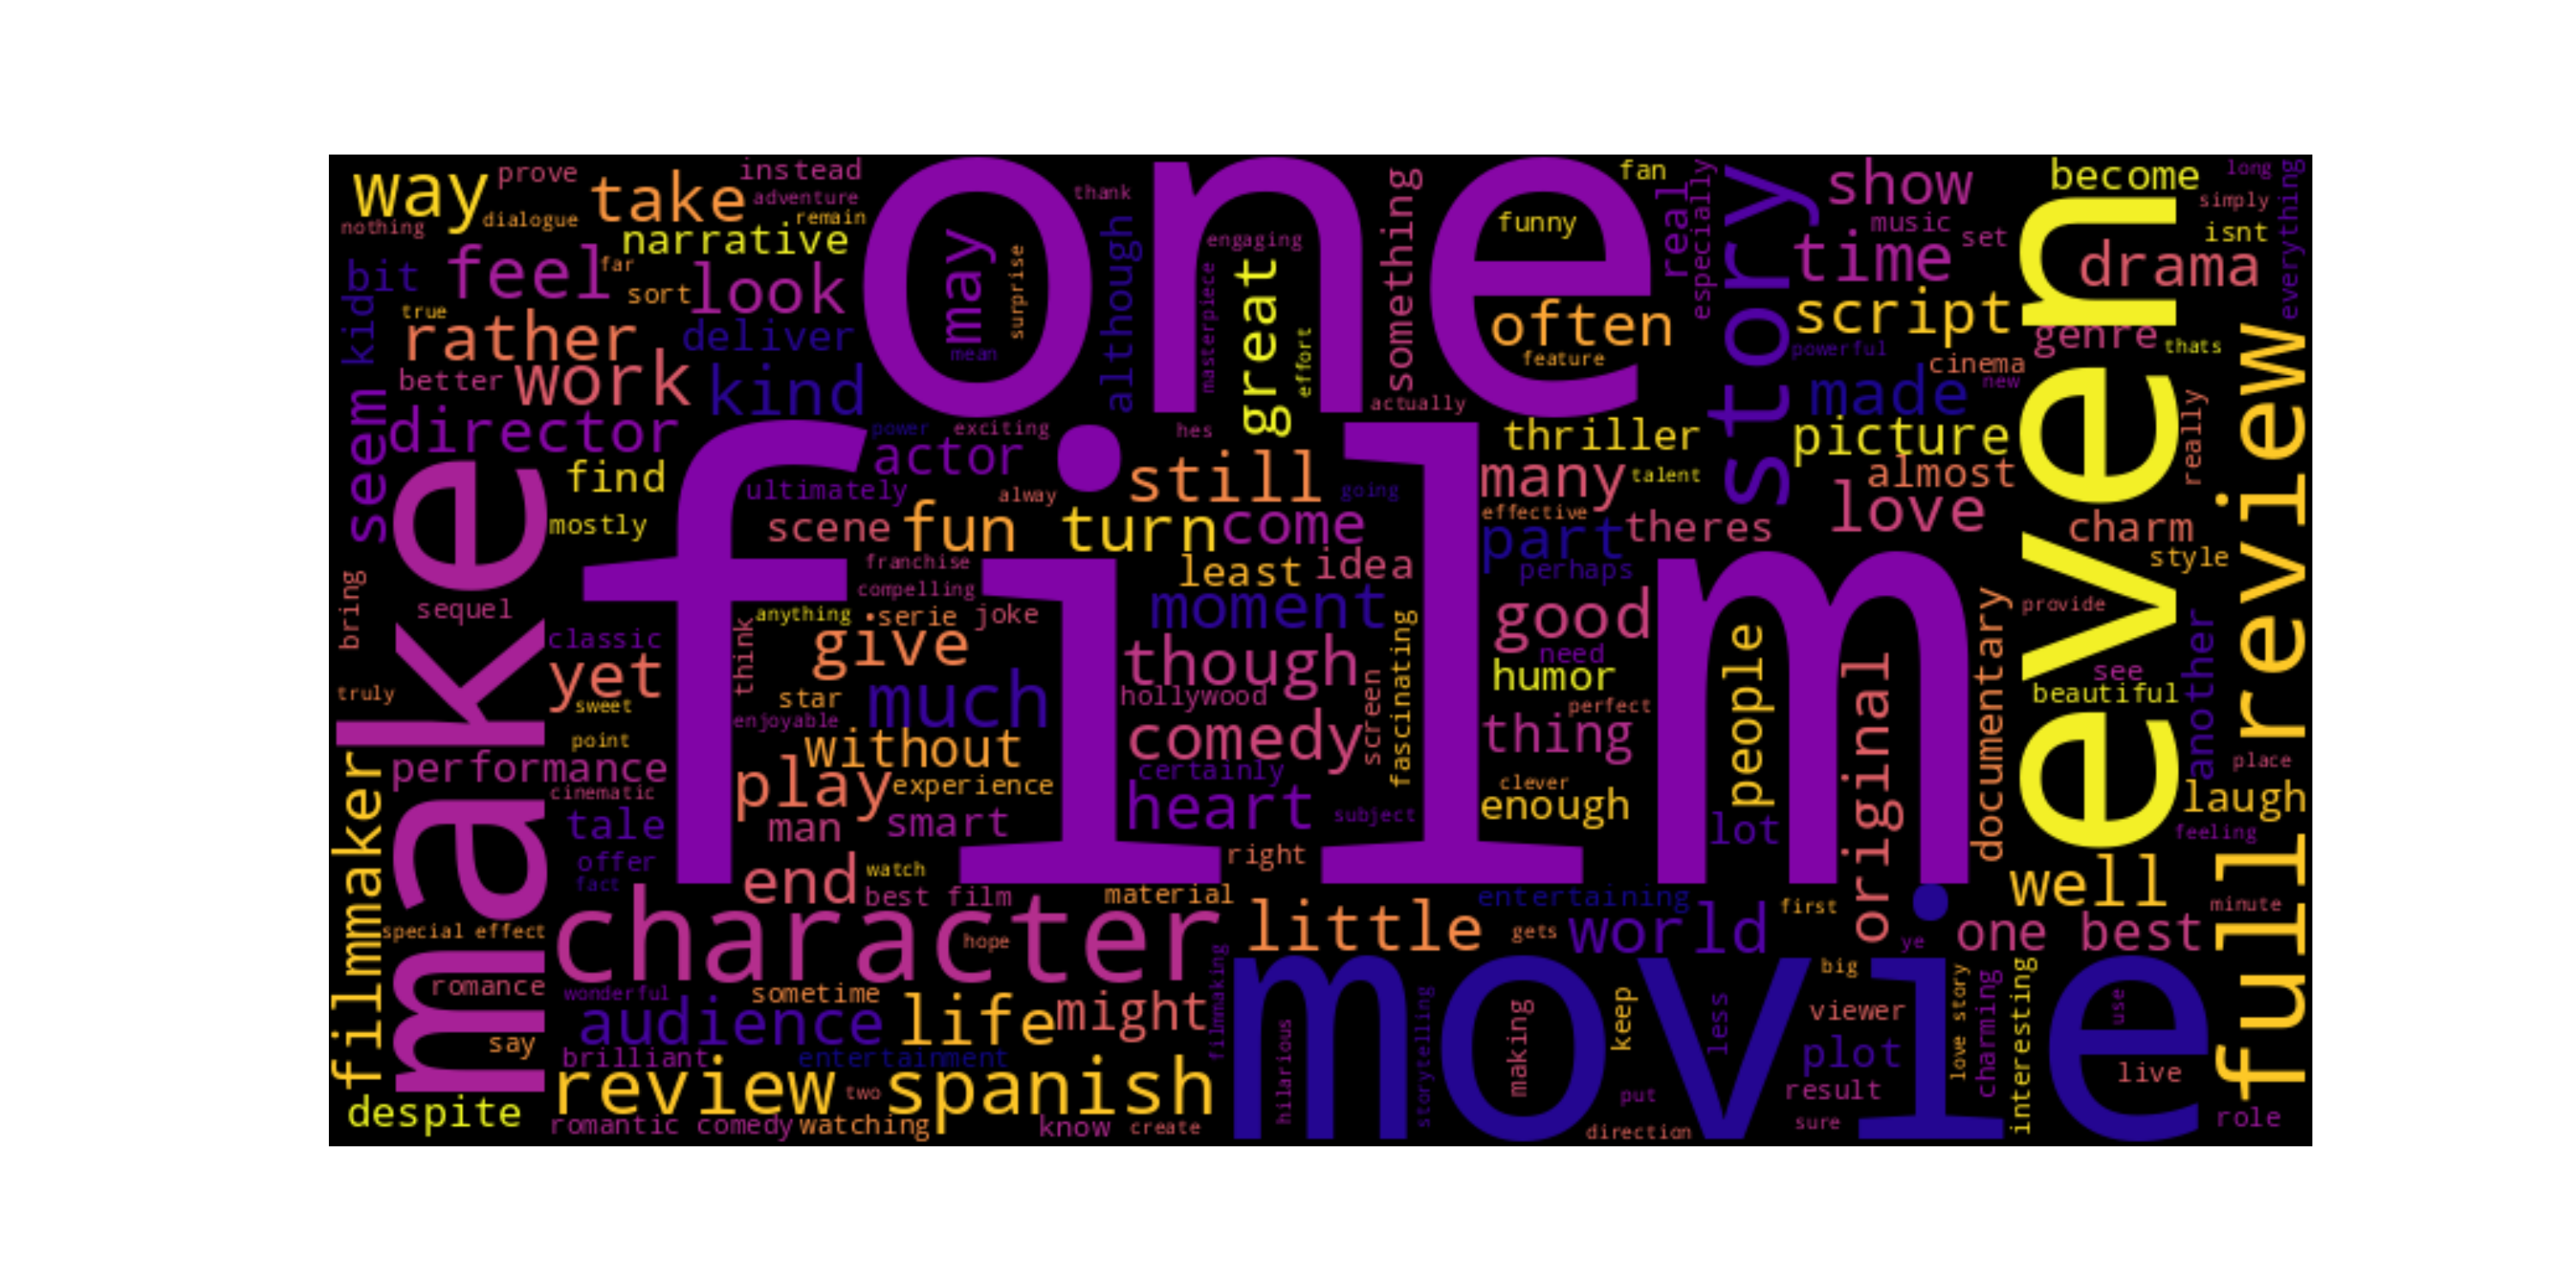 way
prove
instead
take
adventure
nothing
dialogue
remain
narrative
one
thank
something
fan
real
especially
story
show
become
long
everything
simply
music
set
isnt
even
bit
feel
far
sort
look
may
surprise
mean
although
engaging
masterpiece
great
effort
funny
often
feature
actually
time
drama
script
genre
thats
powerful
cinema
new
made
kid
true
rather
deliver
better
work
kind
seem
director
power
exciting
hes
actor
thriller
picture
really
full review
make
find
film
ultimately
alway
still
going
many
talent
almost
love
mostly
scene
fun
turn
come
effective
part
theres
charm
style
franchise
least
idea
perhaps
compelling
bring
sequel
anything
•serie
joke
moment
good
provide
classic
think
give
though
fascinating
need
humor
people
original
documentary
see
beautiful
another
truly
yet
sweet
star
much
enjoyable
hollywood
screen
perfect
thing
point
without
comedy
performance
cinematic
play
experience
certainly
clever
enough
place
laugh
filmmaker
tale
man
smart
heart
subject
lot
feeling
offer
fact
end
watch
right
best film
material
entertaining
first
well
minute
special effect
character
hope
little
gets
world
ye
one best
romance
wonderful
sometime
filmmaking
movie
big
audience
life
might
hilarious
storytelling
making
keep
less
viewer
love story
charming
interesting
use
say
brilliant
entertainment
plot
live
review
two
spanish
put
result
despite
romantic comedy
watching
know
create
direction
sure
role